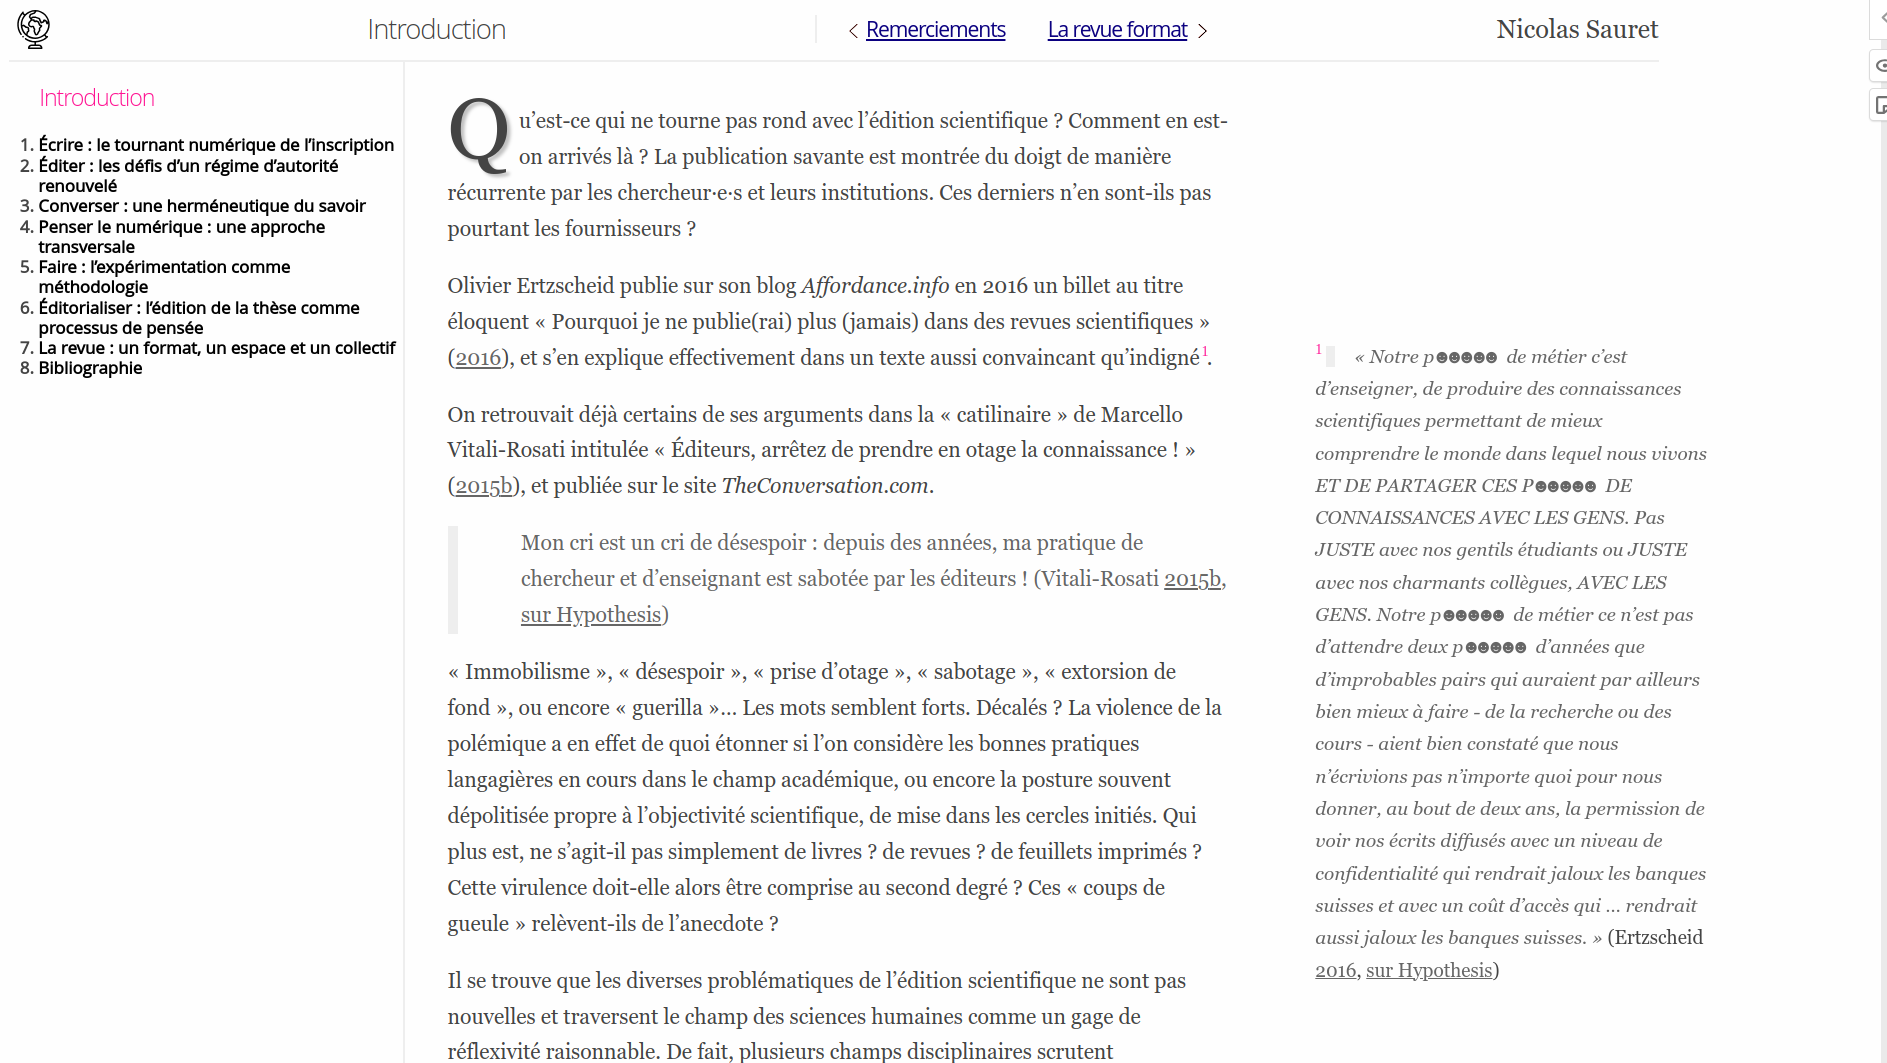 Introduction
Remerciements
La revue format
Nicolas Sauret
Introduction
1. Écrire : le tournant numérique de l’inscription
2. Éditer : les défis d’un régime d’autorité
renouvelé
3. Converser : une herméneutique du savoir
4. Penser le numérique : une approche
transversale
5. Faire : l’expérimentation comme
méthodologie
6. Éditorialiser : l’édition de la thèse comme
processus de pensée
7. La revue : un format, un espace et un collectif
8. Bibliographie
Qu’est-ce qui ne tourne pas rond avec l’édition scientifique ? Comment en est-
on arrivés là ? La publication savante est montrée du doigt de manière
récurrente par les chercheur·e·s et leurs institutions. Ces derniers n’en sont-ils pas
pourtant les fournisseurs ?
Olivier Ertzscheid publie sur son blog Affordance.info en 2016 un billet au titre
éloquent « Pourquoi je ne publie(rai) plus (jamais) dans des revues scientifiques »
(2016), et s’en explique effectivement dans un texte aussi convaincant qu’indigné1.
On retrouvait déjà certains de ses arguments dans la « catilinaire » de Marcello
Vitali-Rosati intitulée « Éditeurs, arrêtez de prendre en otage la connaissance ! »
(2015b), et publiée sur le site TheConversation.com.
Mon cri est un cri de désespoir : depuis des années, ma pratique de
chercheur et d’enseignant est sabotée par les éditeurs ! (Vitali-Rosati 2015b,
sur Hypothesis)
« Immobilisme », « désespoir », « prise d’otage », « sabotage », « extorsion de
fond », ou encore « guerilla »… Les mots semblent forts. Décalés ? La violence de la
polémique a en effet de quoi étonner si l’on considère les bonnes pratiques
langagières en cours dans le champ académique, ou encore la posture souvent
dépolitisée propre à l’objectivité scientifique, de mise dans les cercles initiés. Qui
plus est, ne s’agit-il pas simplement de livres ? de revues ? de feuillets imprimés ?
Cette virulence doit-elle alors être comprise au second degré ? Ces « coups de
gueule » relèvent-ils de l’anecdote ?
Il se trouve que les diverses problématiques de l’édition scientifique ne sont pas
nouvelles et traversent le champ des sciences humaines comme un gage de
réflexivité raisonnable. De fait, plusieurs champs disciplinaires scrutent
1 « Notre p☻☻☻☻☻ de métier c’est
d’enseigner, de produire des connaissances
scientifiques permettant de mieux
comprendre le monde dans lequel nous vivons
ET DE PARTAGER CES P☻☻☻☻☻ DE
CONNAISSANCES AVEC LES GENS. Pas
JUSTE avec nos gentils étudiants ou JUSTE
avec nos charmants collègues, AVEC LES
GENS. Notre p☻☻☻☻☻ de métier ce n’est pas
d’attendre deux p☻☻☻☻☻ d’années que
d’improbables pairs qui auraient par ailleurs
bien mieux à faire - de la recherche ou des
cours - aient bien constaté que nous
n’écrivions pas n’importe quoi pour nous
donner, au bout de deux ans, la permission de
voir nos écrits diffusés avec un niveau de
confidentialité qui rendrait jaloux les banques
suisses et avec un coût d’accès qui … rendrait
aussi jaloux les banques suisses. » (Ertzscheid
2016, sur Hypothesis)